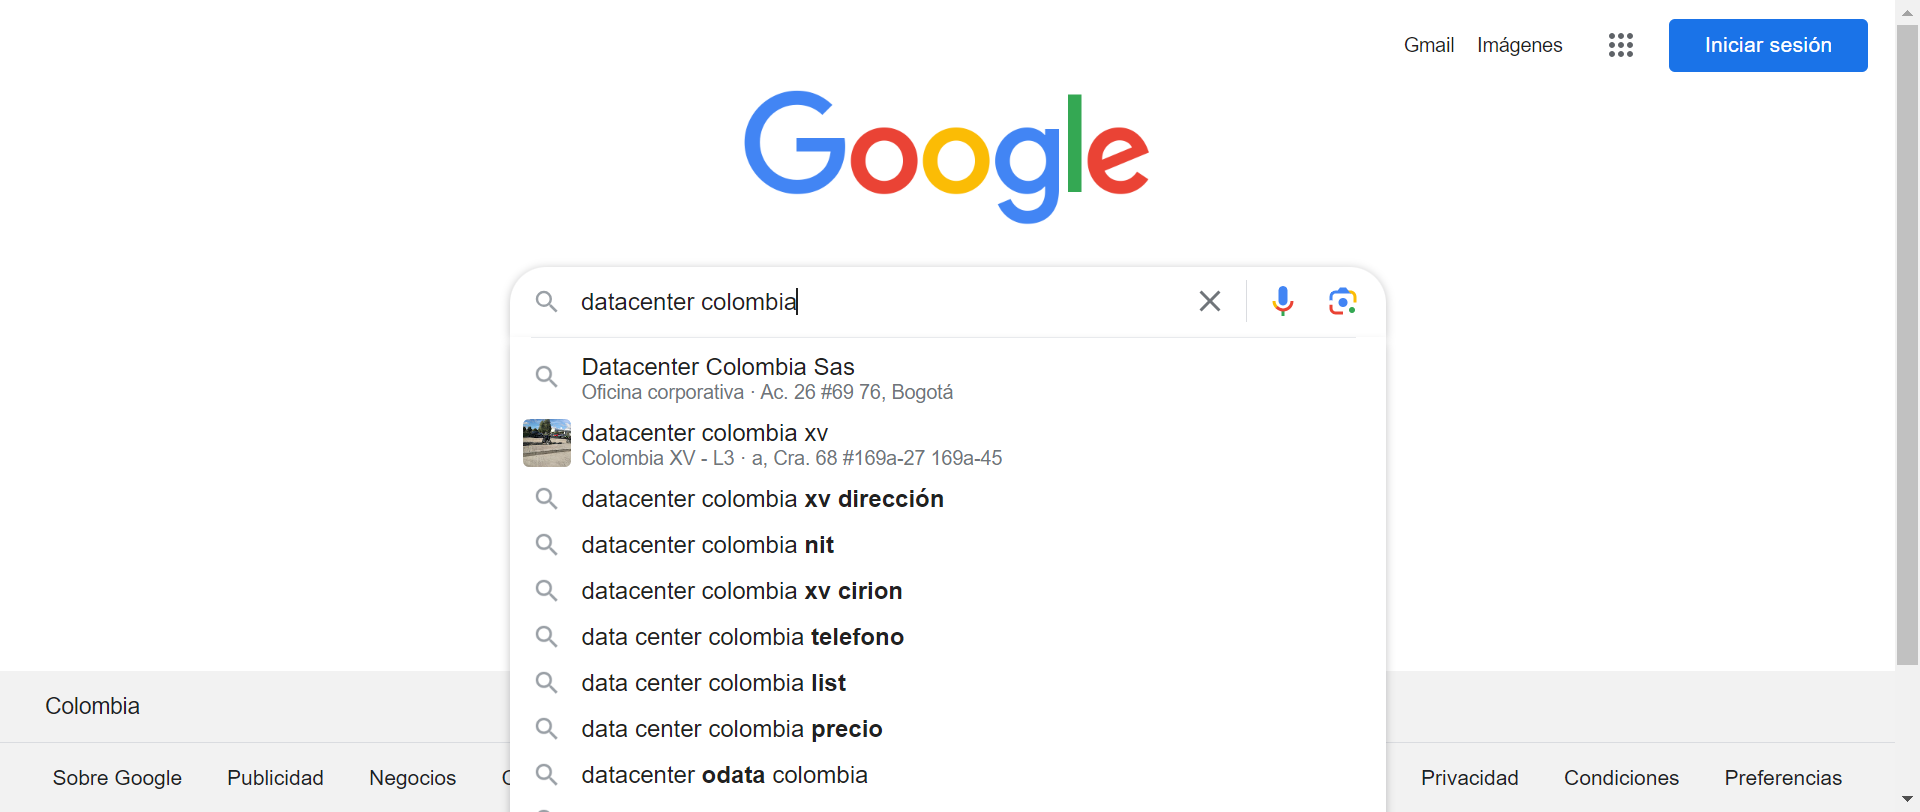 Gmail Imágenes Iniciar sesión
Google
datacenter colombia
Datacenter Colombia Sas
Oficina corporativa · Ac. 26 #69 76, Bogotá
datacenter colombia xv
Colombia XV - L3 · a, Cra. 68 #169a-27 169a-45
datacenter colombia xv dirección
datacenter colombia nit
datacenter colombia xv cirion
data center colombia telefono
data center colombia list
data center colombia precio
datacenter odata colombia
Colombia
Sobre Google Publicidad Negocios Privacidad Condiciones Preferencias